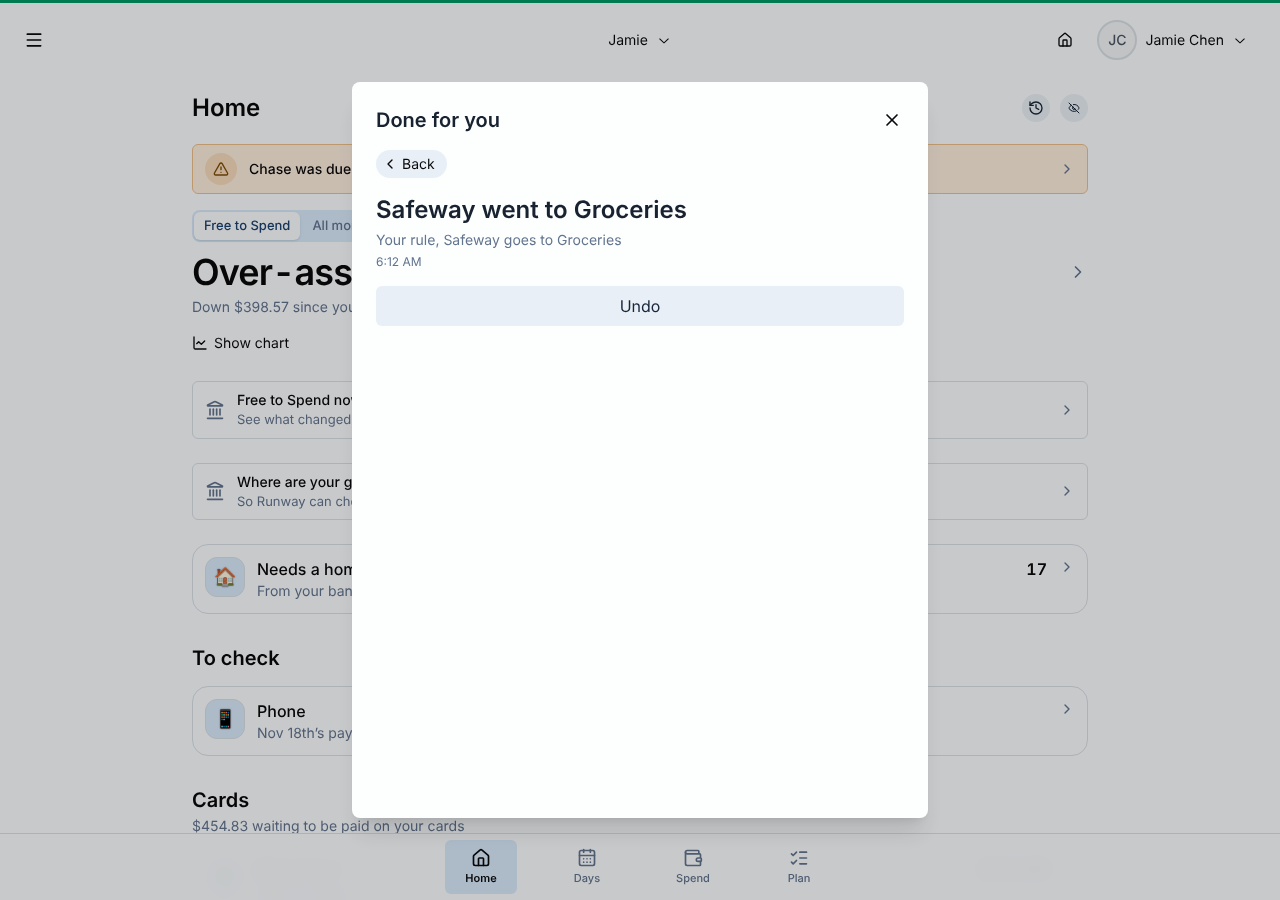 Jamie
JC
Jamie Chen
Home
Chase was due
Free to Spend
All mo
Over-ass
Down $398.57 since you
Show chart
Free to Spend nov
See what changed
Where are your g
So Runway can che
Needs a hom
From your ban
17
To check
Phone
Nov 18th’s pay
Cards
$454.83 waiting to be paid on your cards
Done for you
Back
Safeway went to Groceries
Your rule, Safeway goes to Groceries
6:12 AM
Undo
Home
Days
Spend
Plan